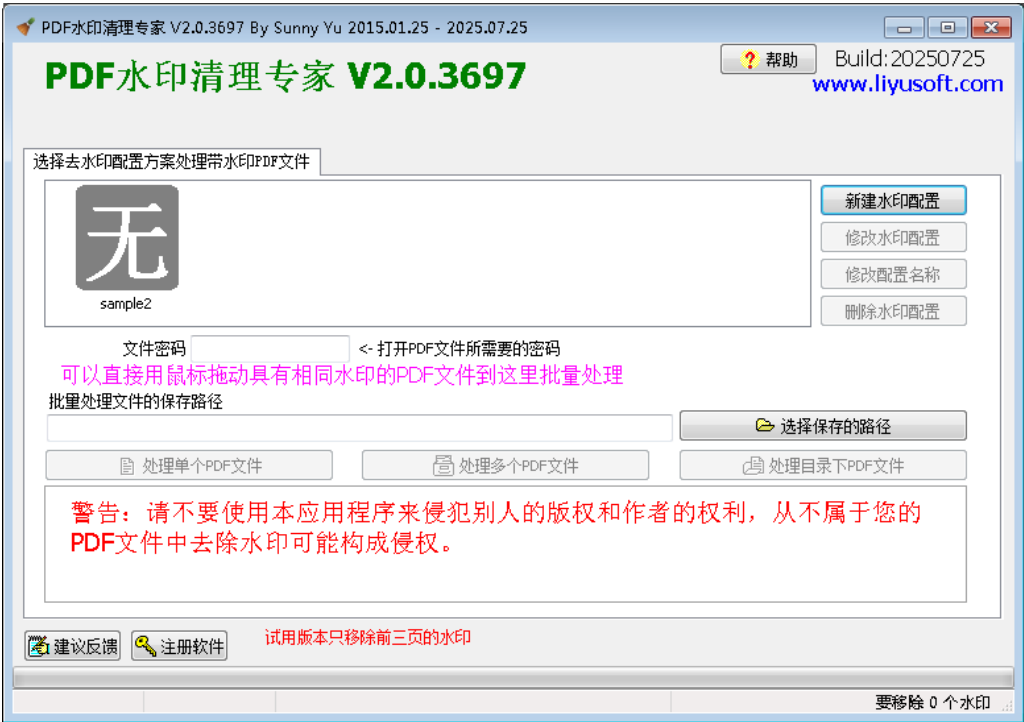 PDF水印清理专家 V2.0.3697 By Sunny Yu 2015.01.25 - 2025.07.25
PDF水印清理专家 V2.0.3697
帮助
Build:20250725
www.liyusoft.com
选择去水印配置方案处理带水印PDF文件
无
sample2
新建水印配置
修改水印配置
修改配置名称
删除水印配置
文件密码
<- 打开PDF文件所需要的密码
可以直接用鼠标拖动具有相同水印的PDF文件到这里批量处理
批量处理文件的保存路径
选择保存的路径
处理单个PDF文件
处理多个PDF文件
处理目录下PDF文件
警告：请不要使用本应用程序来侵犯别人的版权和作者的权利，从不属于您的
PDF文件中去除水印可能构成侵权。
建议反馈
注册软件
试用版本只移除前三页的水印
要移除 0 个水印